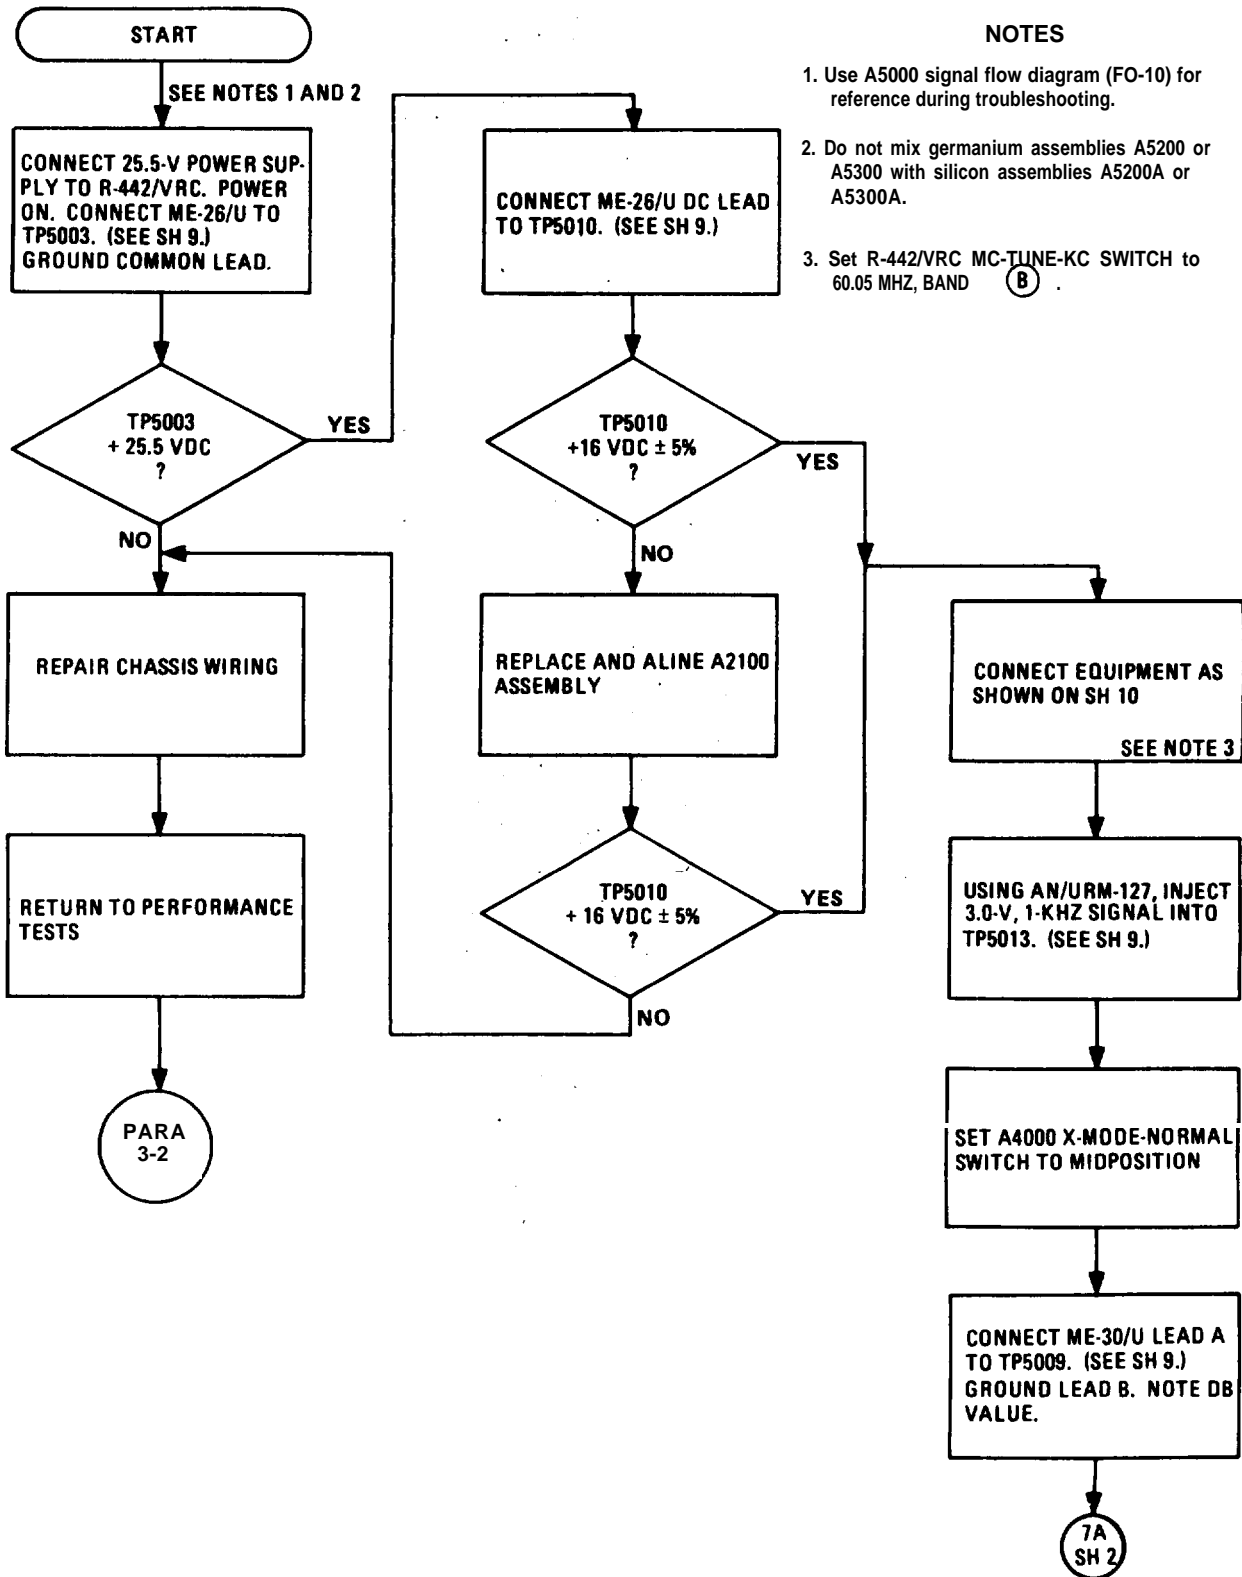 START
SEE NOTES 1 AND 2
CONNECT 25.5-V POWER SUP-
PLY TO R-442/VRC. POWER
ON. CONNECT ME-26/U TO
TP5003. (SEE SH 9.)
GROUND COMMON LEAD.
TP5003
+ 25.5 VDC
?
YES
NO
REPAIR CHASSIS WIRING
RETURN TO PERFORMANCE
TESTS
PARA
3-2
CONNECT ME-26/U DC LEAD
TO TP5010. (SEE SH 9.)
TP5010
+16 VDC ± 5%
?
YES
NO
REPLACE AND ALINE A2100
ASSEMBLY
TP5010
+ 16 VDC ± 5%
?
YES
NO
NOTES
1. Use A5000 signal flow diagram (FO-10) for
reference during troubleshooting.
2. Do not mix germanium assemblies A5200 or
A5300 with silicon assemblies A5200A or
A5300A.
3. Set R-442/VRC MC-TUNE-KC SWITCH to
60.05 MHZ, BAND B .
CONNECT EQUIPMENT AS
SHOWN ON SH 10
SEE NOTE 3
USING AN/URM-127, INJECT
3.0-V, 1-KHZ SIGNAL INTO
TP5013. (SEE SH 9.)
SET A4000 X-MODE-NORMAL
SWITCH TO MIDPOSITION
CONNECT ME-30/U LEAD A
TO TP5009. (SEE SH 9.)
GROUND LEAD B. NOTE DB
VALUE.
7A
SH 2